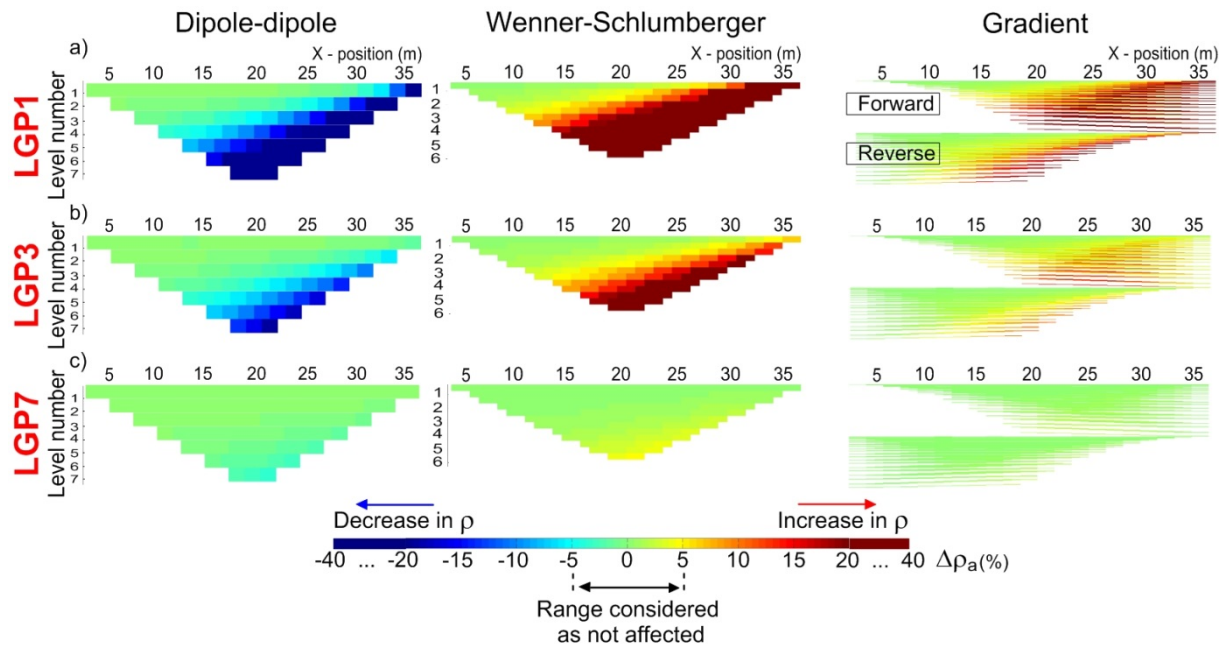 Dipole-dipole Wenner-Schlumberger Gradient
a) X - position (m) X - position (m) X - position (m)
5 10 15 20 25 30 35 5 10 15 20 25 30 35 5 10 15 20 25 30 35
LGP1
Level number
1 2 3 4 5 6 7
1 2 3 4 5 6
Forward
Reverse
b)
5 10 15 20 25 30 35 5 10 15 20 25 30 35 5 10 15 20 25 30 35
LGP3
Level number
1 2 3 4 5 6 7
1 2 3 4 5 6
c)
5 10 15 20 25 30 35 5 10 15 20 25 30 35 5 10 15 20 25 30 35
LGP7
Level number
1 2 3 4 5 6 7
1 2 3 4 5 6
Decrease in ρ Increase in ρ
-40 ... -20 -15 -10 -5 0 5 10 15 20 ... 40 Δρa(%)
Range considered
as not affected